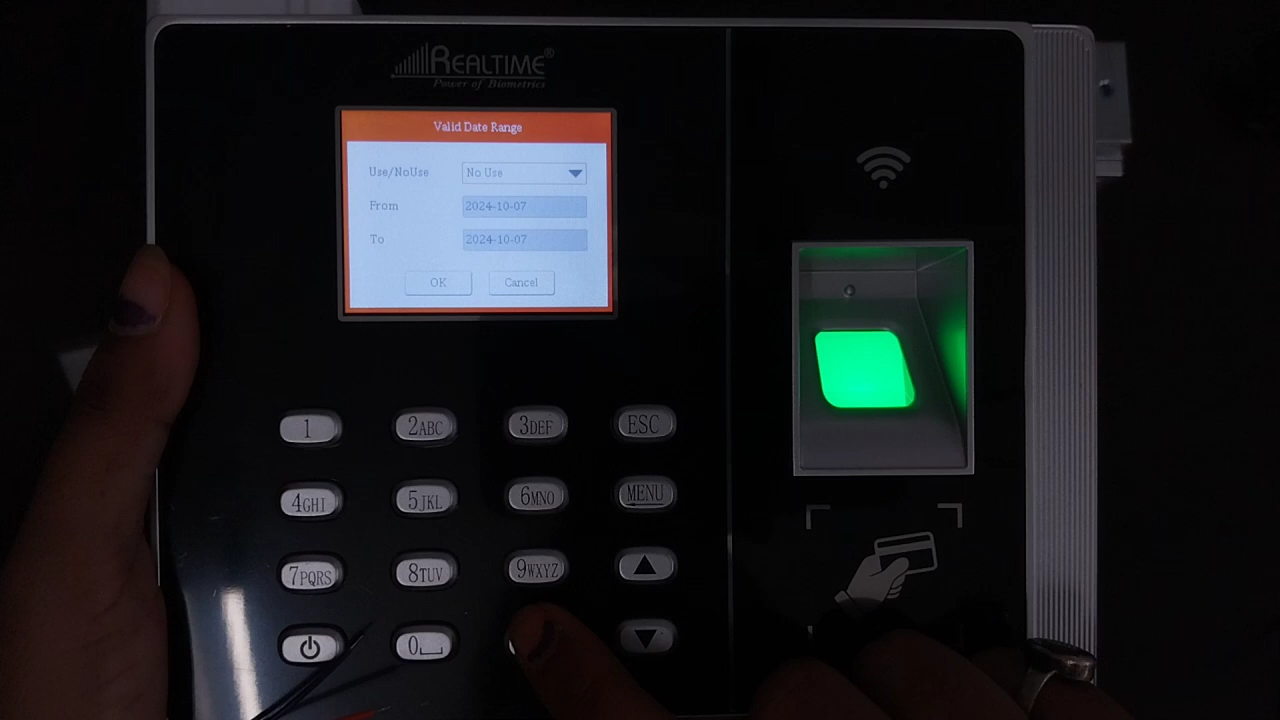 REALTIME®
Power of Biometrics
Valid Date Range
Use/NoUse No Use
From 2024-10-07
To 2024-10-07
OK Cancel
1 2ABC 3DEF ESC
4GHI 5JKL 6MNO MENU
7PQRS 8TUV 9WXYZ
0